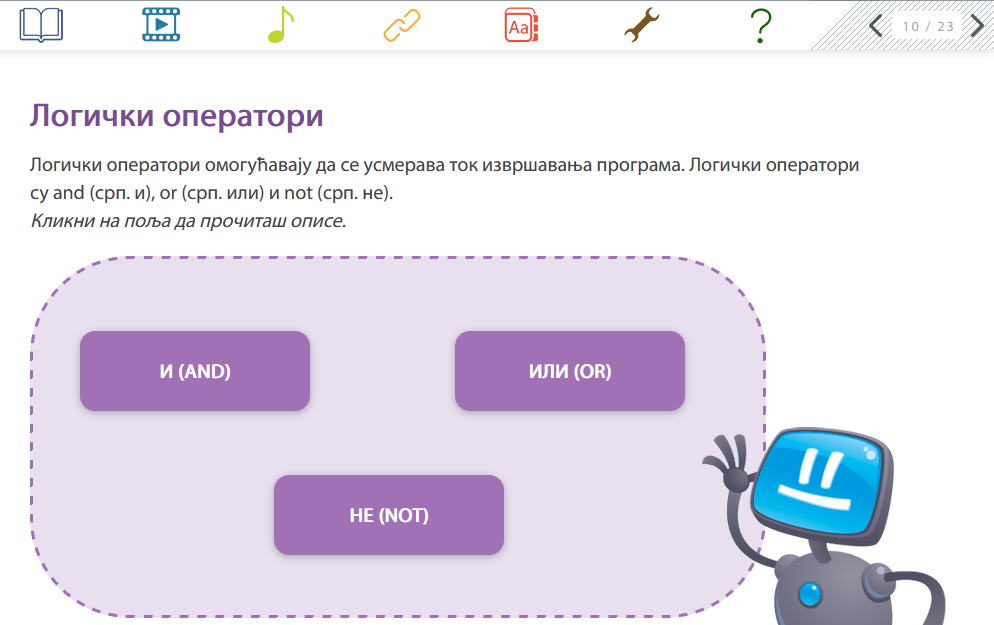 Aa
?
10 / 23
Логички оператори
Логички оператори омогућавају да се усмерава ток извршавања програма. Логички оператори
су and (срп. и), or (срп. или) и not (срп. не).
Кликни на поља да прочиташ описе.
И (AND)
ИЛИ (OR)
НЕ (NOT)